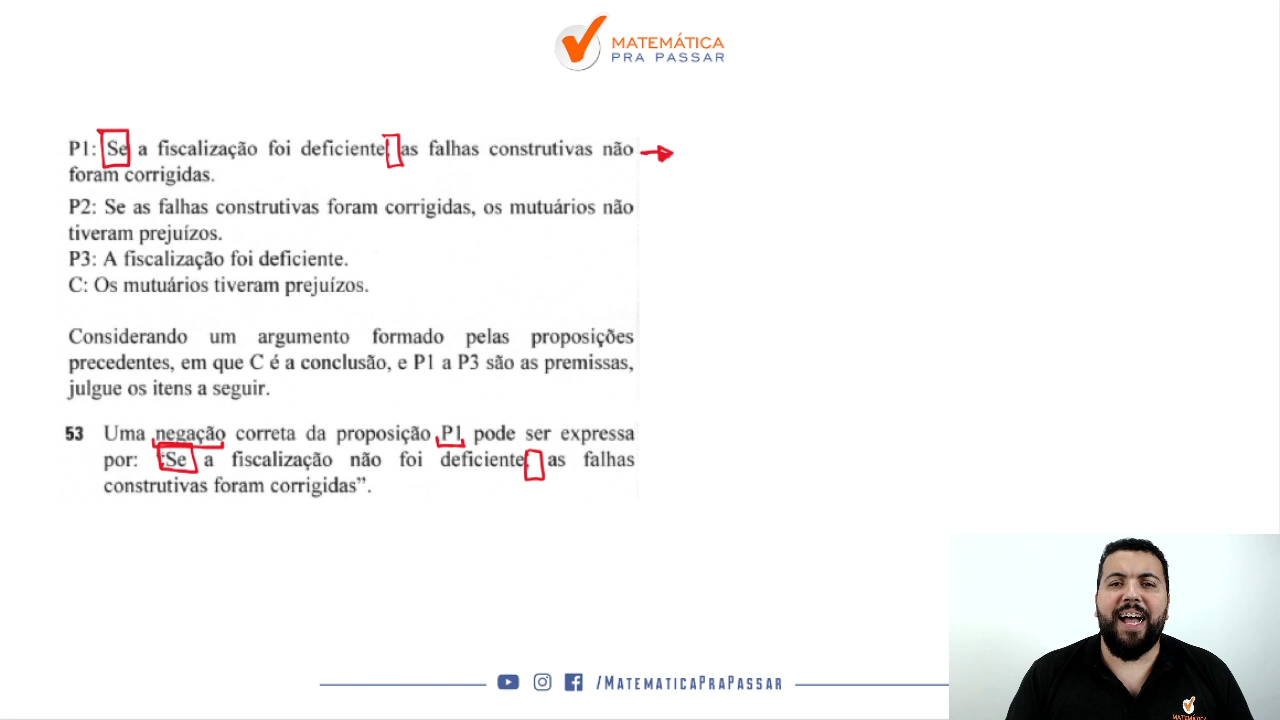 MATEMÁTICA
PRA PASSAR
P1: Se a fiscalização foi deficiente, as falhas construtivas não
foram corrigidas.
P2: Se as falhas construtivas foram corrigidas, os mutuários não
tiveram prejuízos.
P3: A fiscalização foi deficiente.
C: Os mutuários tiveram prejuízos.
Considerando um argumento formado pelas proposições
precedentes, em que C é a conclusão, e P1 a P3 são as premissas,
julgue os itens a seguir.
53 Uma negação correta da proposição P1 pode ser expressa
por: “Se a fiscalização não foi deficiente, as falhas
construtivas foram corrigidas”.
/MATEMATICAPRAPASSAR